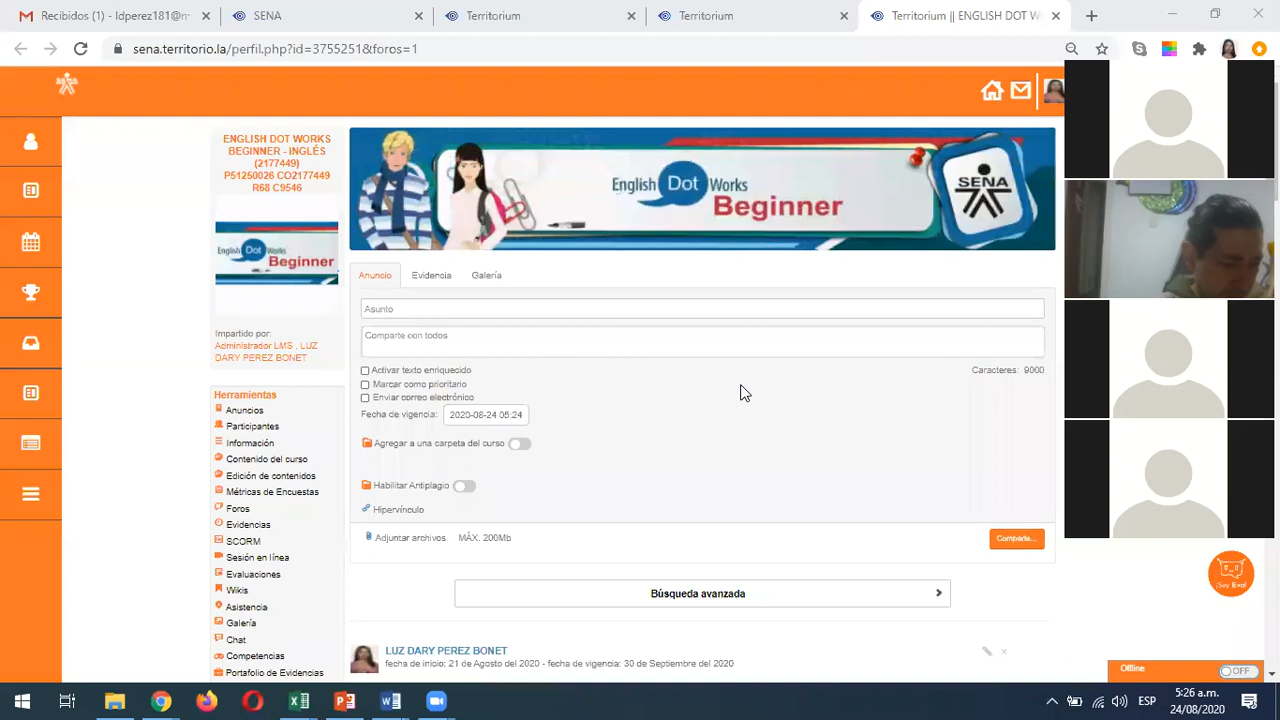 Recibidos (1) - ldperez181@m
SENA
Territorium
Territorium
Territorium || ENGLISH DOT W
sena.territorio.la/perfil.php?id=3755251&foros=1
ENGLISH DOT WORKS
BEGINNER - INGLÉS
(2177449)
P51250026 CO2177449
R68 C9546
English Dot Works
Beginner
SENA
English Dot Works
Beginner
Impartido por:
Administrador LMS , LUZ
DARY PEREZ BONET
Herramientas
Anuncios
Participantes
Información
Contenido del curso
Edición de contenidos
Métricas de Encuestas
Foros
Evidencias
SCORM
Sesión en línea
Evaluaciones
Wikis
Asistencia
Galería
Chat
Competencias
Portafolio de Evidencias
Anuncio
Evidencia
Galería
Asunto
Comparte con todos
Activar texto enriquecido
Caracteres: 9000
Marcar como prioritario
Enviar correo electrónico
Fecha de vigencia: 2020-08-24 05:24
Agregar a una carpeta del curso
Habilitar Antiplagio
Hipervínculo
Adjuntar archivos MÁX. 200Mb
Comparte...
Búsqueda avanzada
LUZ DARY PEREZ BONET
fecha de inicio: 21 de Agosto del 2020 - fecha de vigencia: 30 de Septiembre del 2020
¡Soy Eva!
Offline
OFF
ESP
5:26 a.m.
24/08/2020